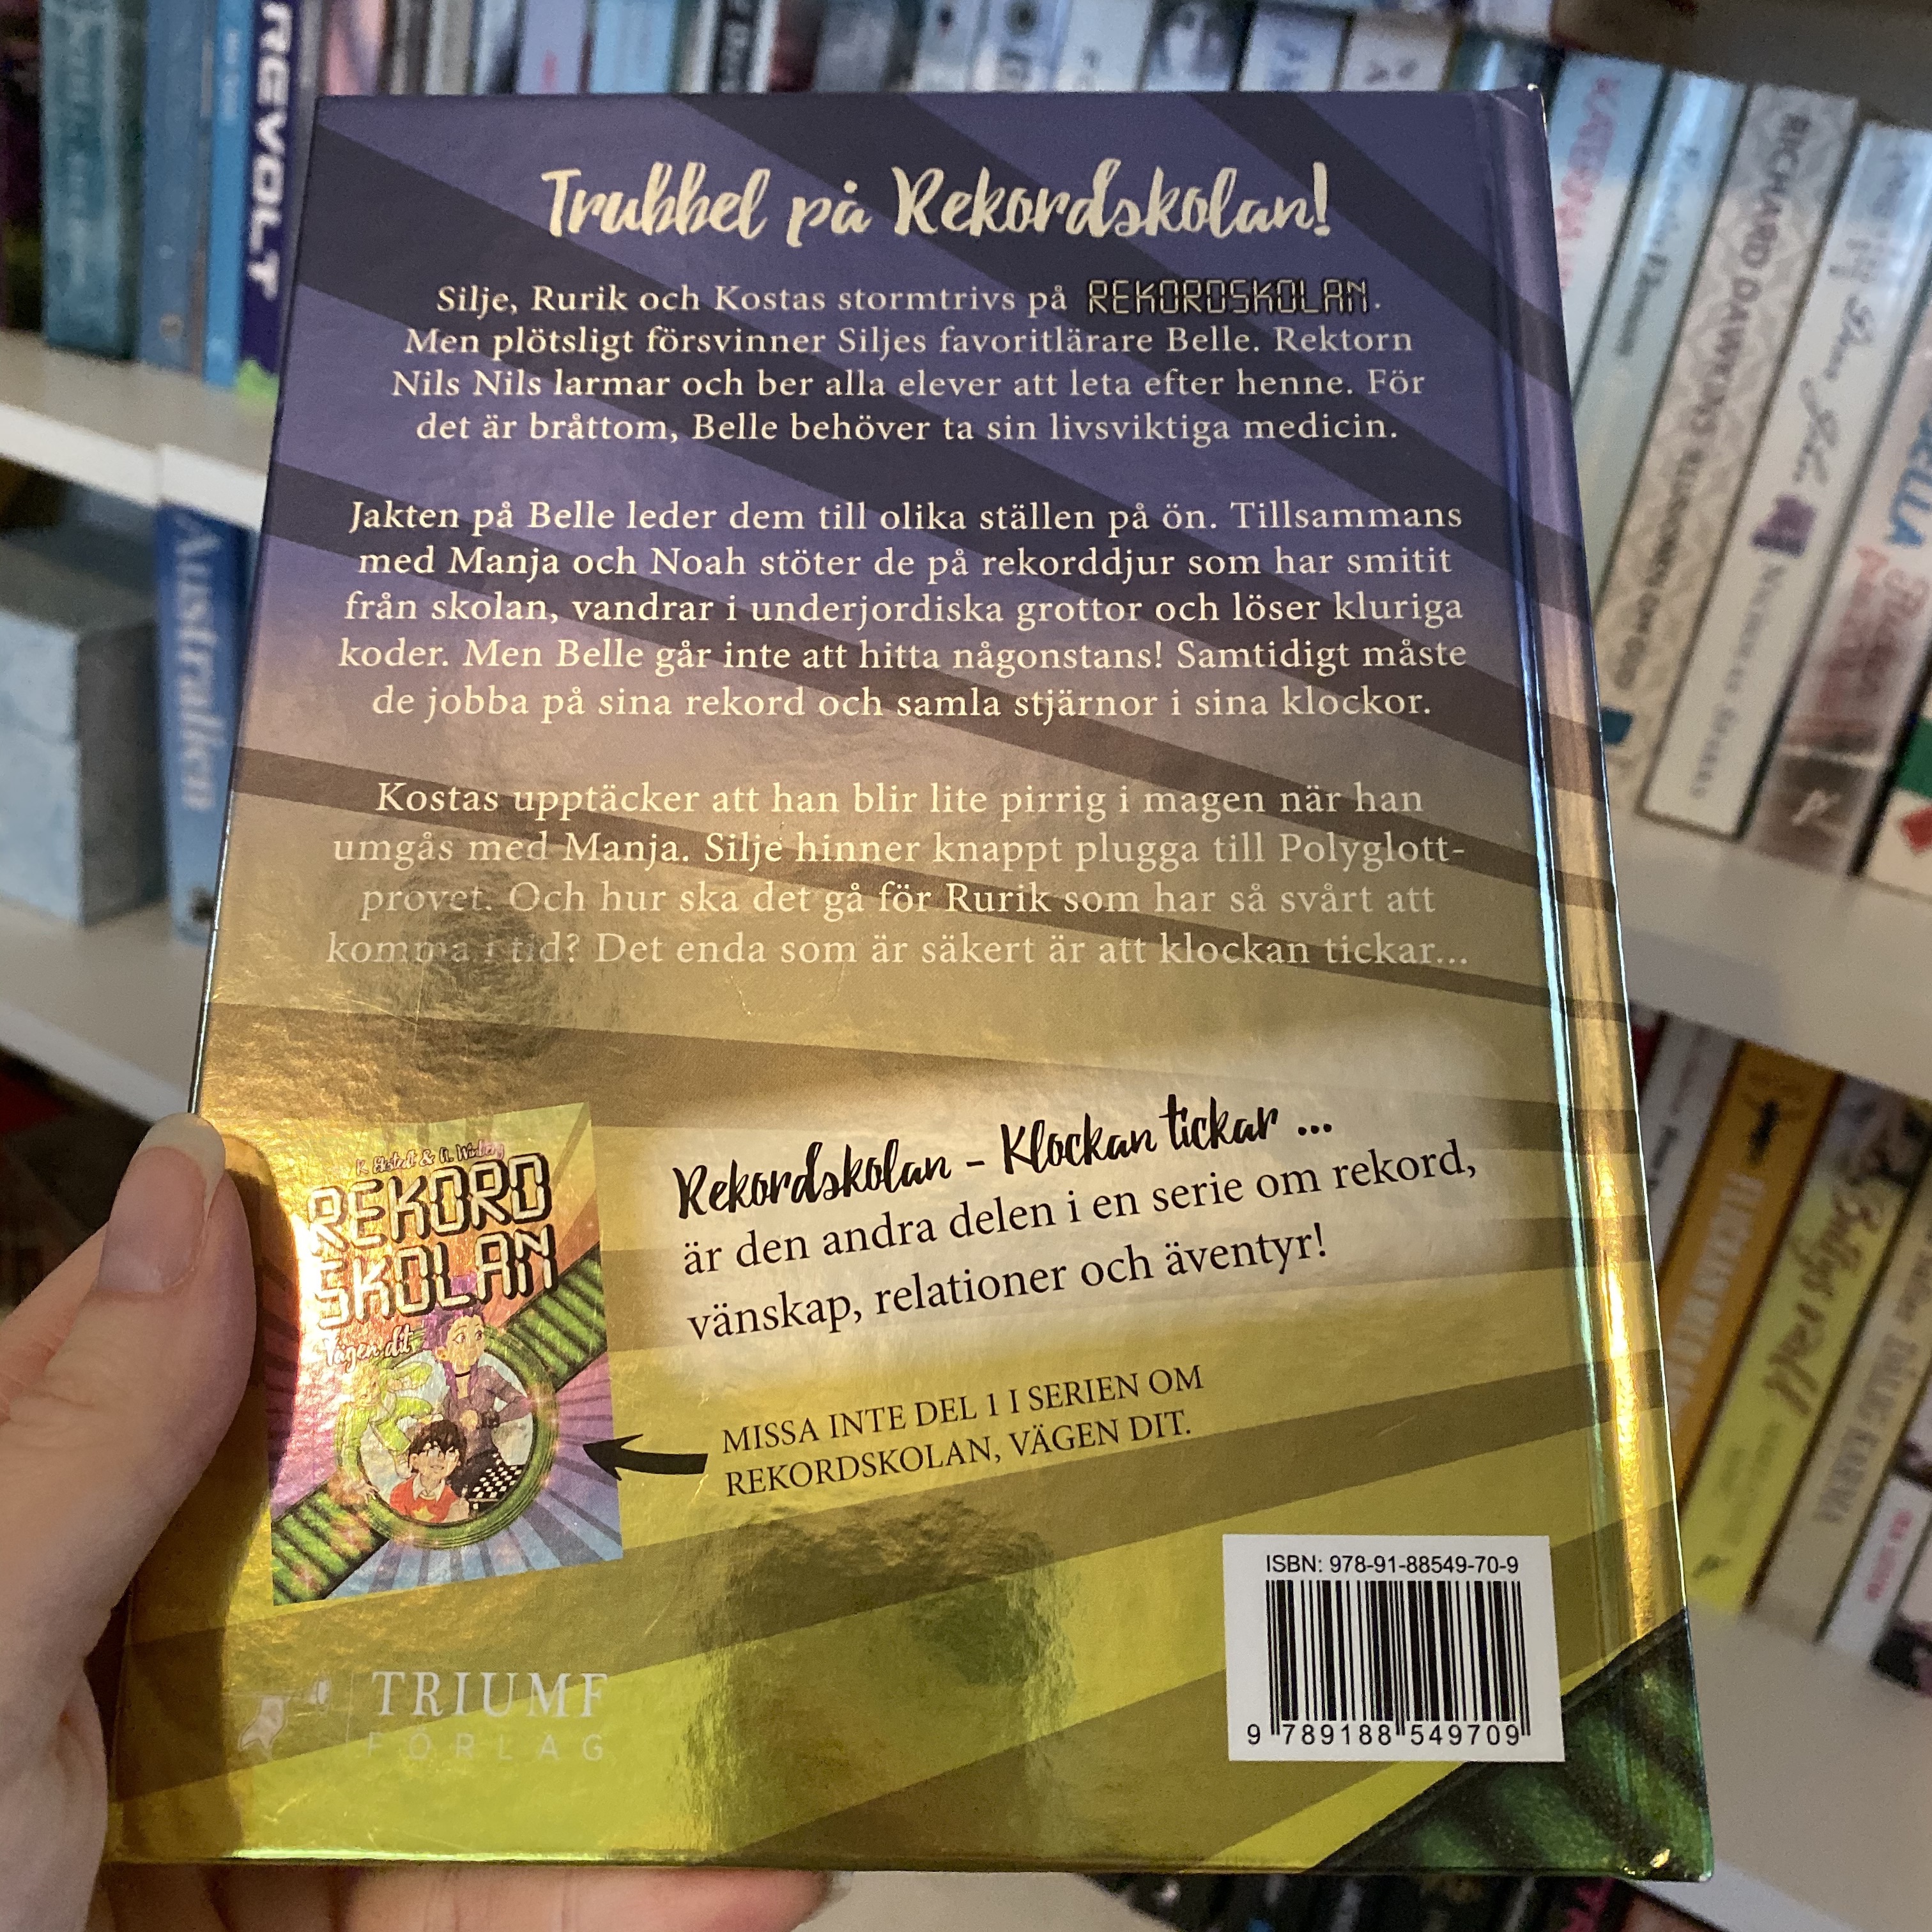 REVOLT
Australien
RICHARD DAWKINS
Trubbel på Rekordskolan!
Silje, Rurik och Kostas stormtrivs på REKORDSKOLAN.
Men plötsligt försvinner Siljes favoritlärare Belle. Rektorn
Nils Nils larmar och ber alla elever att leta efter henne. För
det är bråttom, Belle behöver ta sin livsviktiga medicin.
Jakten på Belle leder dem till olika ställen på ön. Tillsammans
med Manja och Noah stöter de på rekorddjur som har smitit
från skolan, vandrar i underjordiska grottor och löser kluriga
koder. Men Belle går inte att hitta någonstans! Samtidigt måste
de jobba på sina rekord och samla stjärnor i sina klockor.
Kostas upptäcker att han blir lite pirrig i magen när han
umgås med Manja. Silje hinner knappt plugga till Polyglott-
provet. Och hur ska det gå för Rurik som har så svårt att
komma i tid? Det enda som är säkert är att klockan tickar...
Rekordskolan – Klockan tickar ...
är den andra delen i en serie om rekord,
vänskap, relationer och äventyr!
REKORD
SKOLAN
Vägen dit
MISSA INTE DEL 1 I SERIEN OM
REKORDSKOLAN, VÄGEN DIT.
TRIUMF
FÖRLAG
ISBN: 978-91-88549-70-9
9 789188 549709